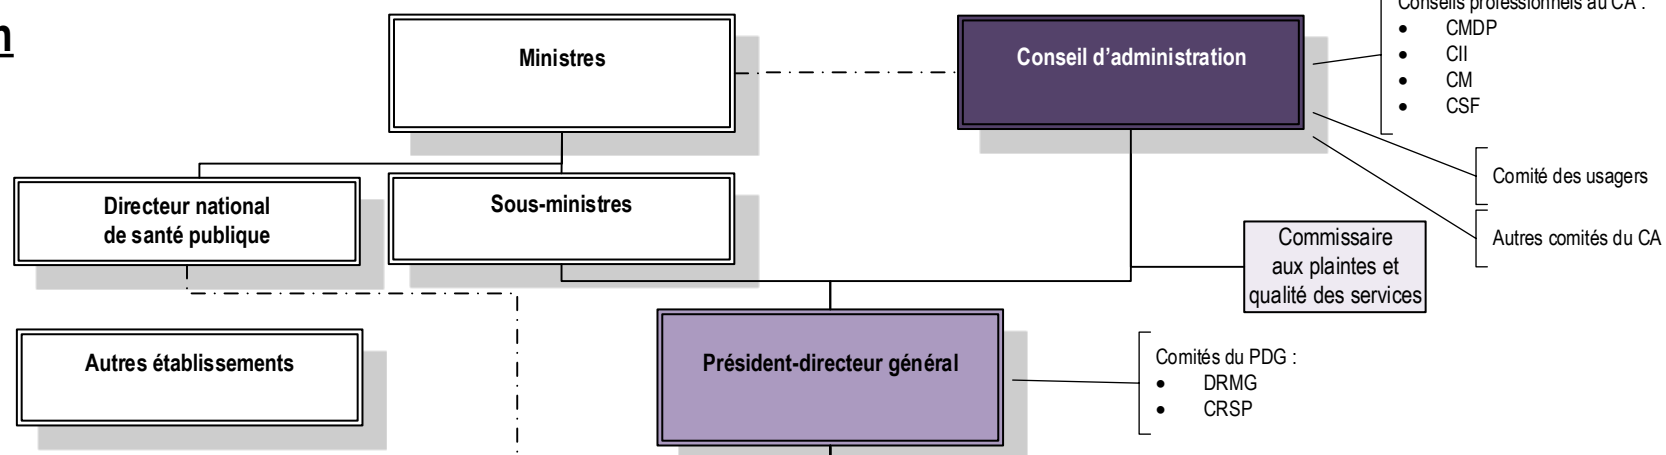 Ministres
Conseil d'administration
Conseils professionnels au CA :
• CMDP
• CII
• CM
• CSF
Comité des usagers
Autres comités du CA
Directeur national
de santé publique
Sous-ministres
Commissaire
aux plaintes et
qualité des services
Autres établissements
Président-directeur général
Comités du PDG :
• DRMG
• CRSP